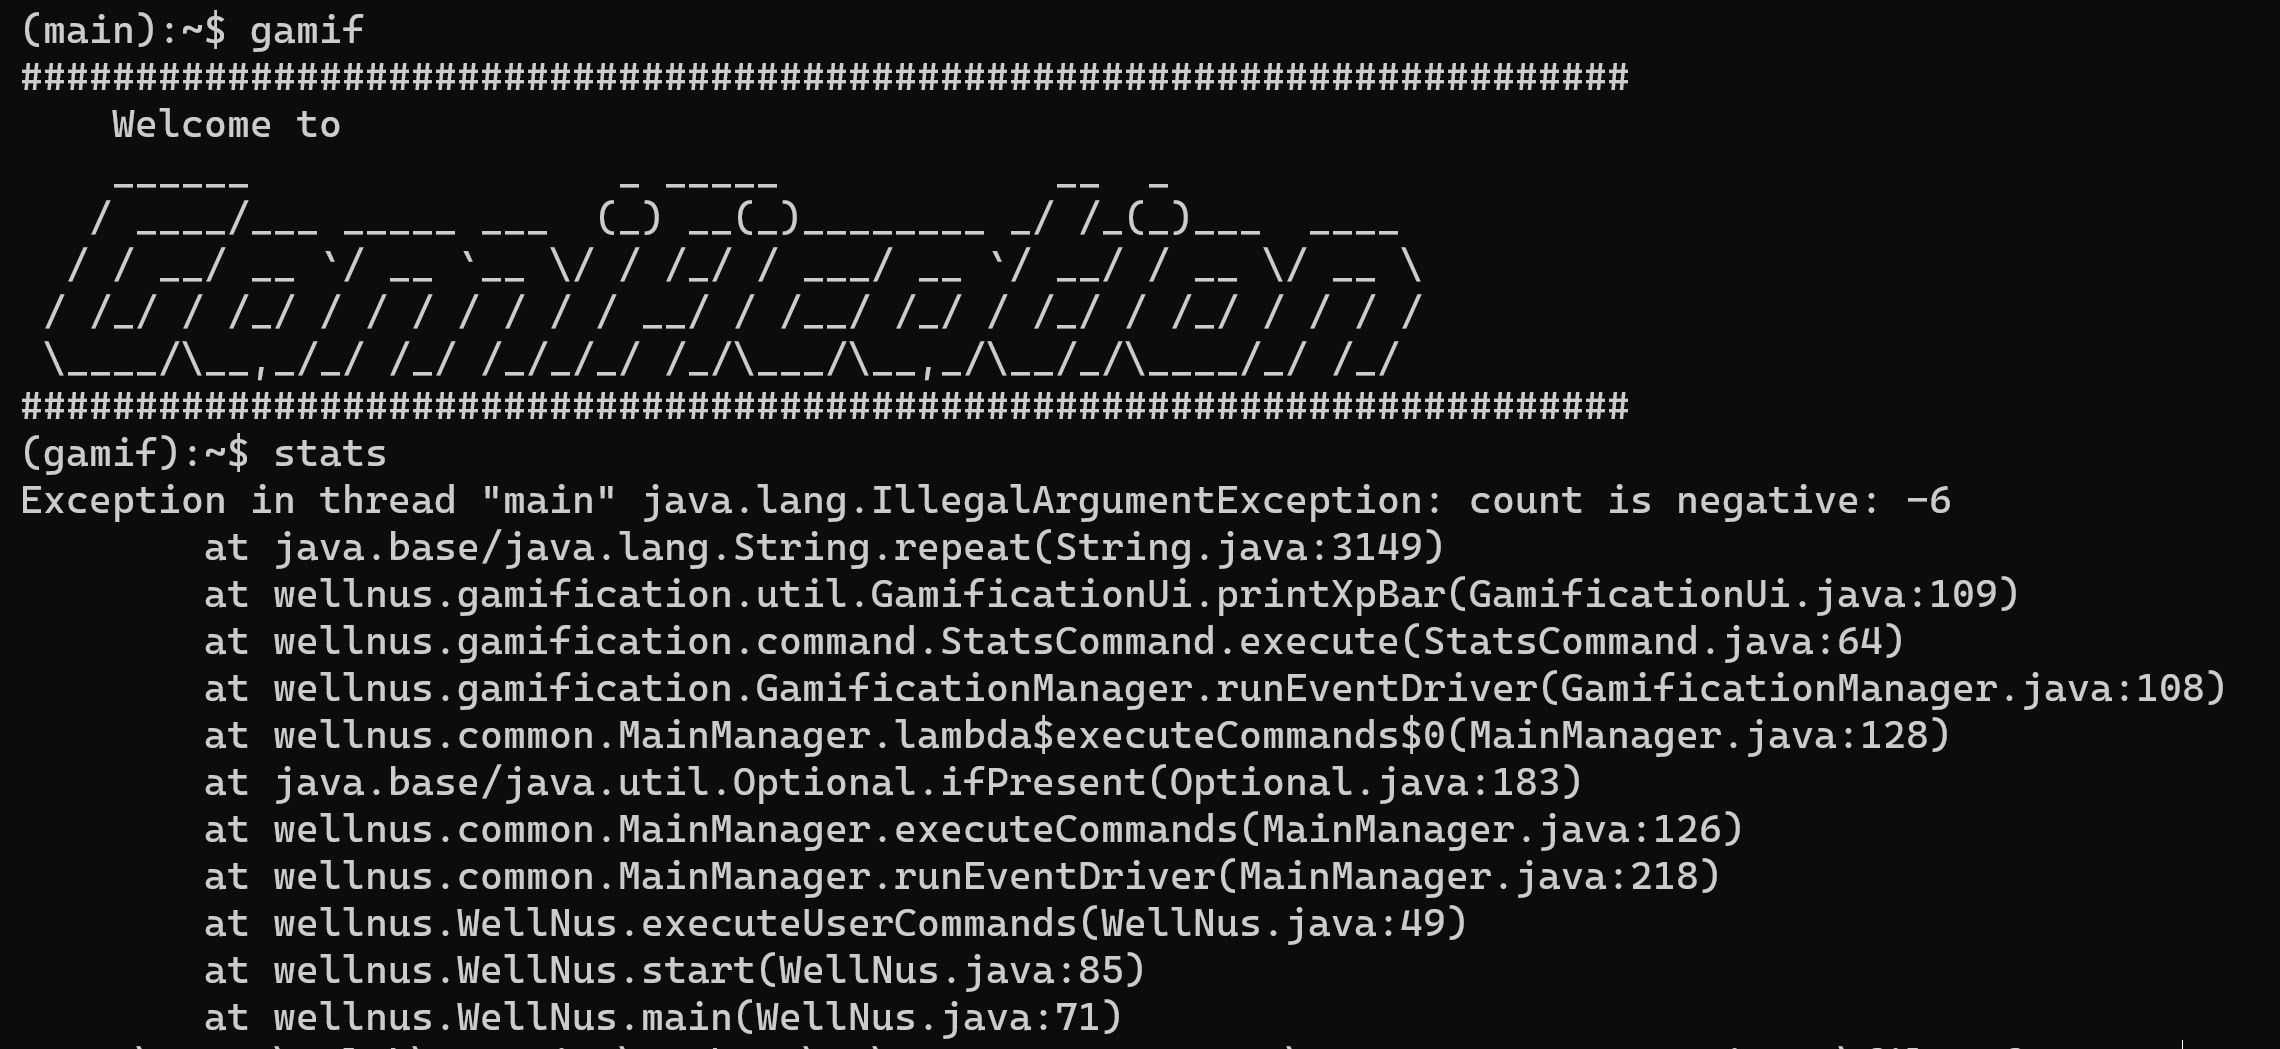 (main):~$ gamif
######################################################################
    Welcome to
    ______                _ _____            __  _
   / ____/___ _____ ___  (_) __(_)________ _/ /_(_)___  ____
  / / __/ __ `/ __ `__ \/ / /_/ / ___/ __ `/ __/ / __ \/ __ \
 / /_/ / /_/ / / / / / / / __/ / /__/ /_/ / /_/ / /_/ / / / /
 \____/\__,_/_/ /_/ /_/_/_/ /_/\___/\__,_/\__/_/\____/_/ /_/
######################################################################
(gamif):~$ stats
Exception in thread "main" java.lang.IllegalArgumentException: count is negative: -6
        at java.base/java.lang.String.repeat(String.java:3149)
        at wellnus.gamification.util.GamificationUi.printXpBar(GamificationUi.java:109)
        at wellnus.gamification.command.StatsCommand.execute(StatsCommand.java:64)
        at wellnus.gamification.GamificationManager.runEventDriver(GamificationManager.java:108)
        at wellnus.common.MainManager.lambda$executeCommands$0(MainManager.java:128)
        at java.base/java.util.Optional.ifPresent(Optional.java:183)
        at wellnus.common.MainManager.executeCommands(MainManager.java:126)
        at wellnus.common.MainManager.runEventDriver(MainManager.java:218)
        at wellnus.WellNus.executeUserCommands(WellNus.java:49)
        at wellnus.WellNus.start(WellNus.java:85)
        at wellnus.WellNus.main(WellNus.java:71)